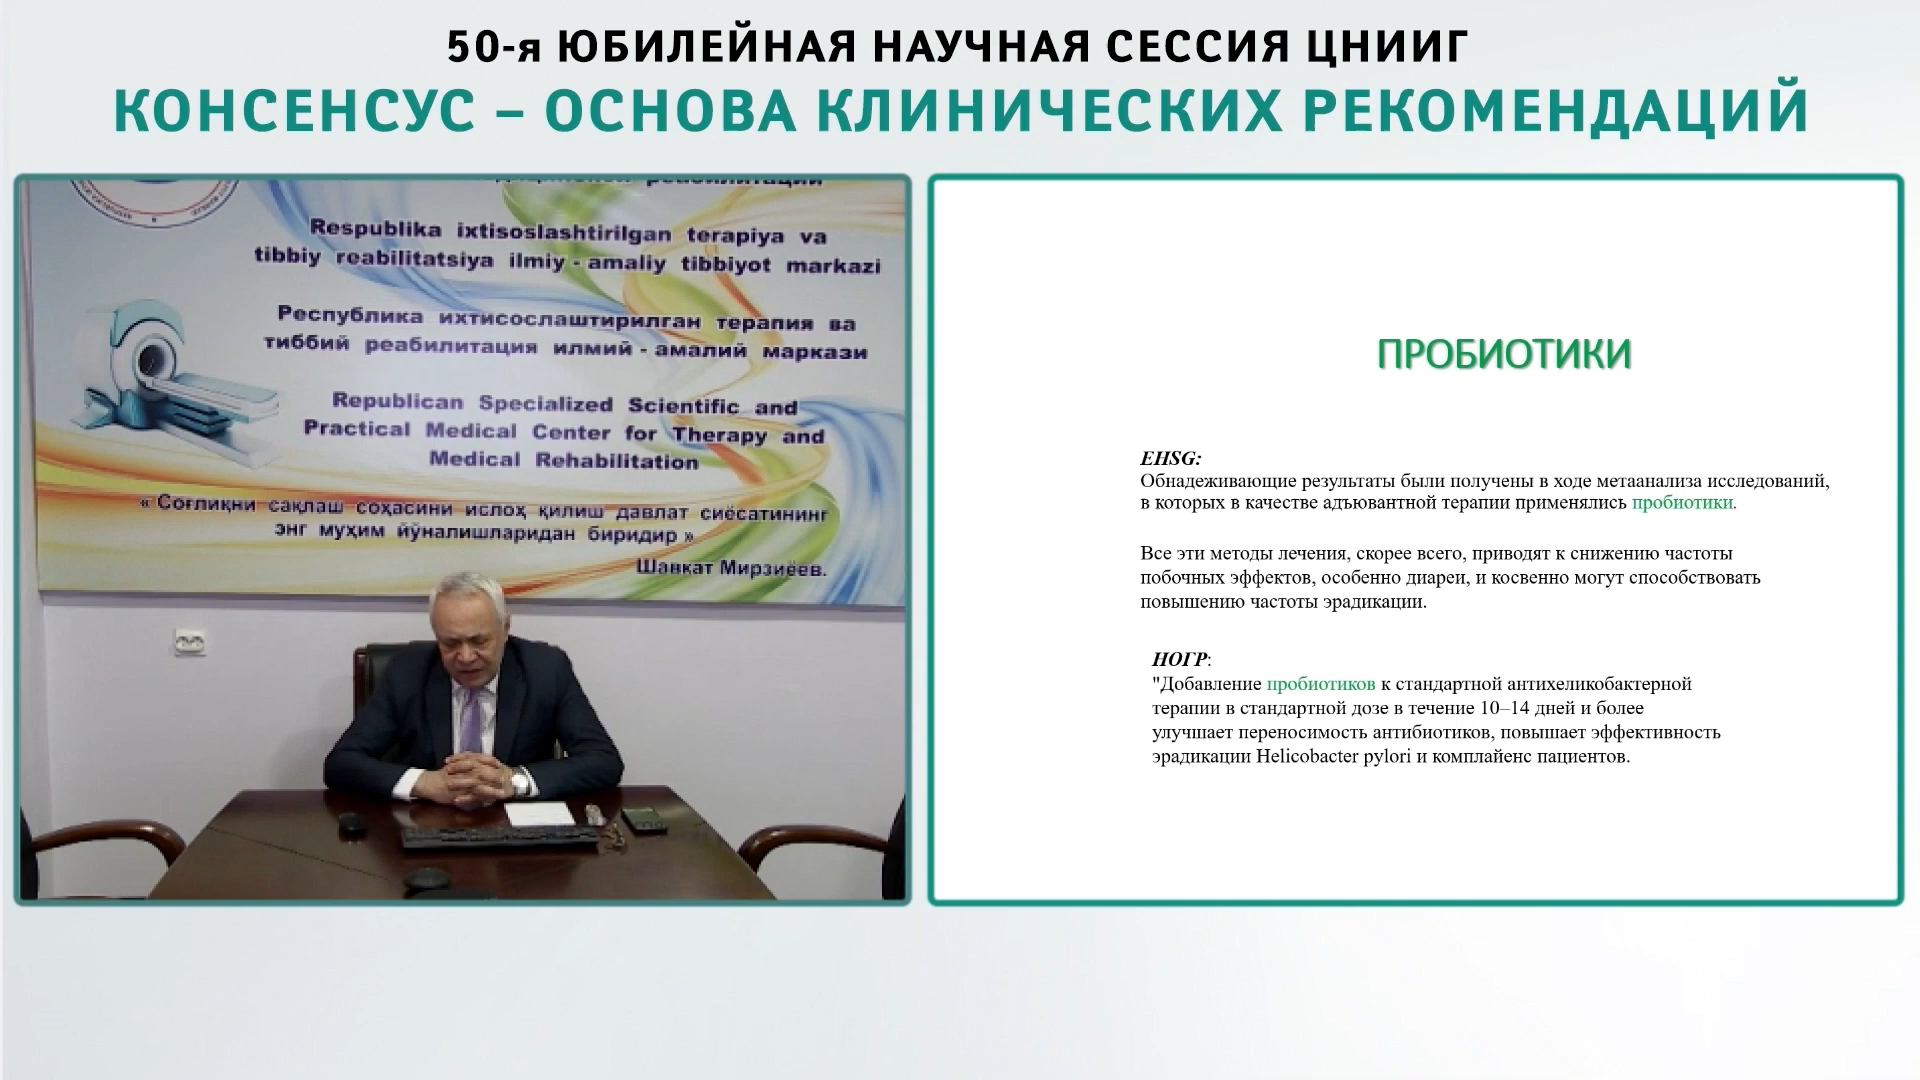 50-я ЮБИЛЕЙНАЯ НАУЧНАЯ СЕССИЯ ЦНИИГ
КОНСЕНСУС – ОСНОВА КЛИНИЧЕСКИХ РЕКОМЕНДАЦИЙ
реабилитации
Respublika ixtisoslashtirilgan terapiya va
tibbiy reabilitatsiya ilmiy - amaliy tibbiyot markazi
Республика ихтисослаштирилган терапия ва
тиббий реабилитация илмий - амалий маркази
Republican Specialized Scientific and
Practical Medical Center for Therapy and
Medical Rehabilitation
« Соғлиқни сақлаш соҳасини ислоҳ қилиш давлат сиёсатининг
энг муҳим йўналишларидан биридир »
Шавкат Мирзиёев.
ПРОБИОТИКИ
EHSG:
Обнадеживающие результаты были получены в ходе метаанализа исследований,
в которых в качестве адъювантной терапии применялись пробиотики.
Все эти методы лечения, скорее всего, приводят к снижению частоты
побочных эффектов, особенно диареи, и косвенно могут способствовать
повышению частоты эрадикации.
НОГР:
"Добавление пробиотиков к стандартной антихеликобактерной
терапии в стандартной дозе в течение 10–14 дней и более
улучшает переносимость антибиотиков, повышает эффективность
эрадикации Helicobacter pylori и комплайенс пациентов.